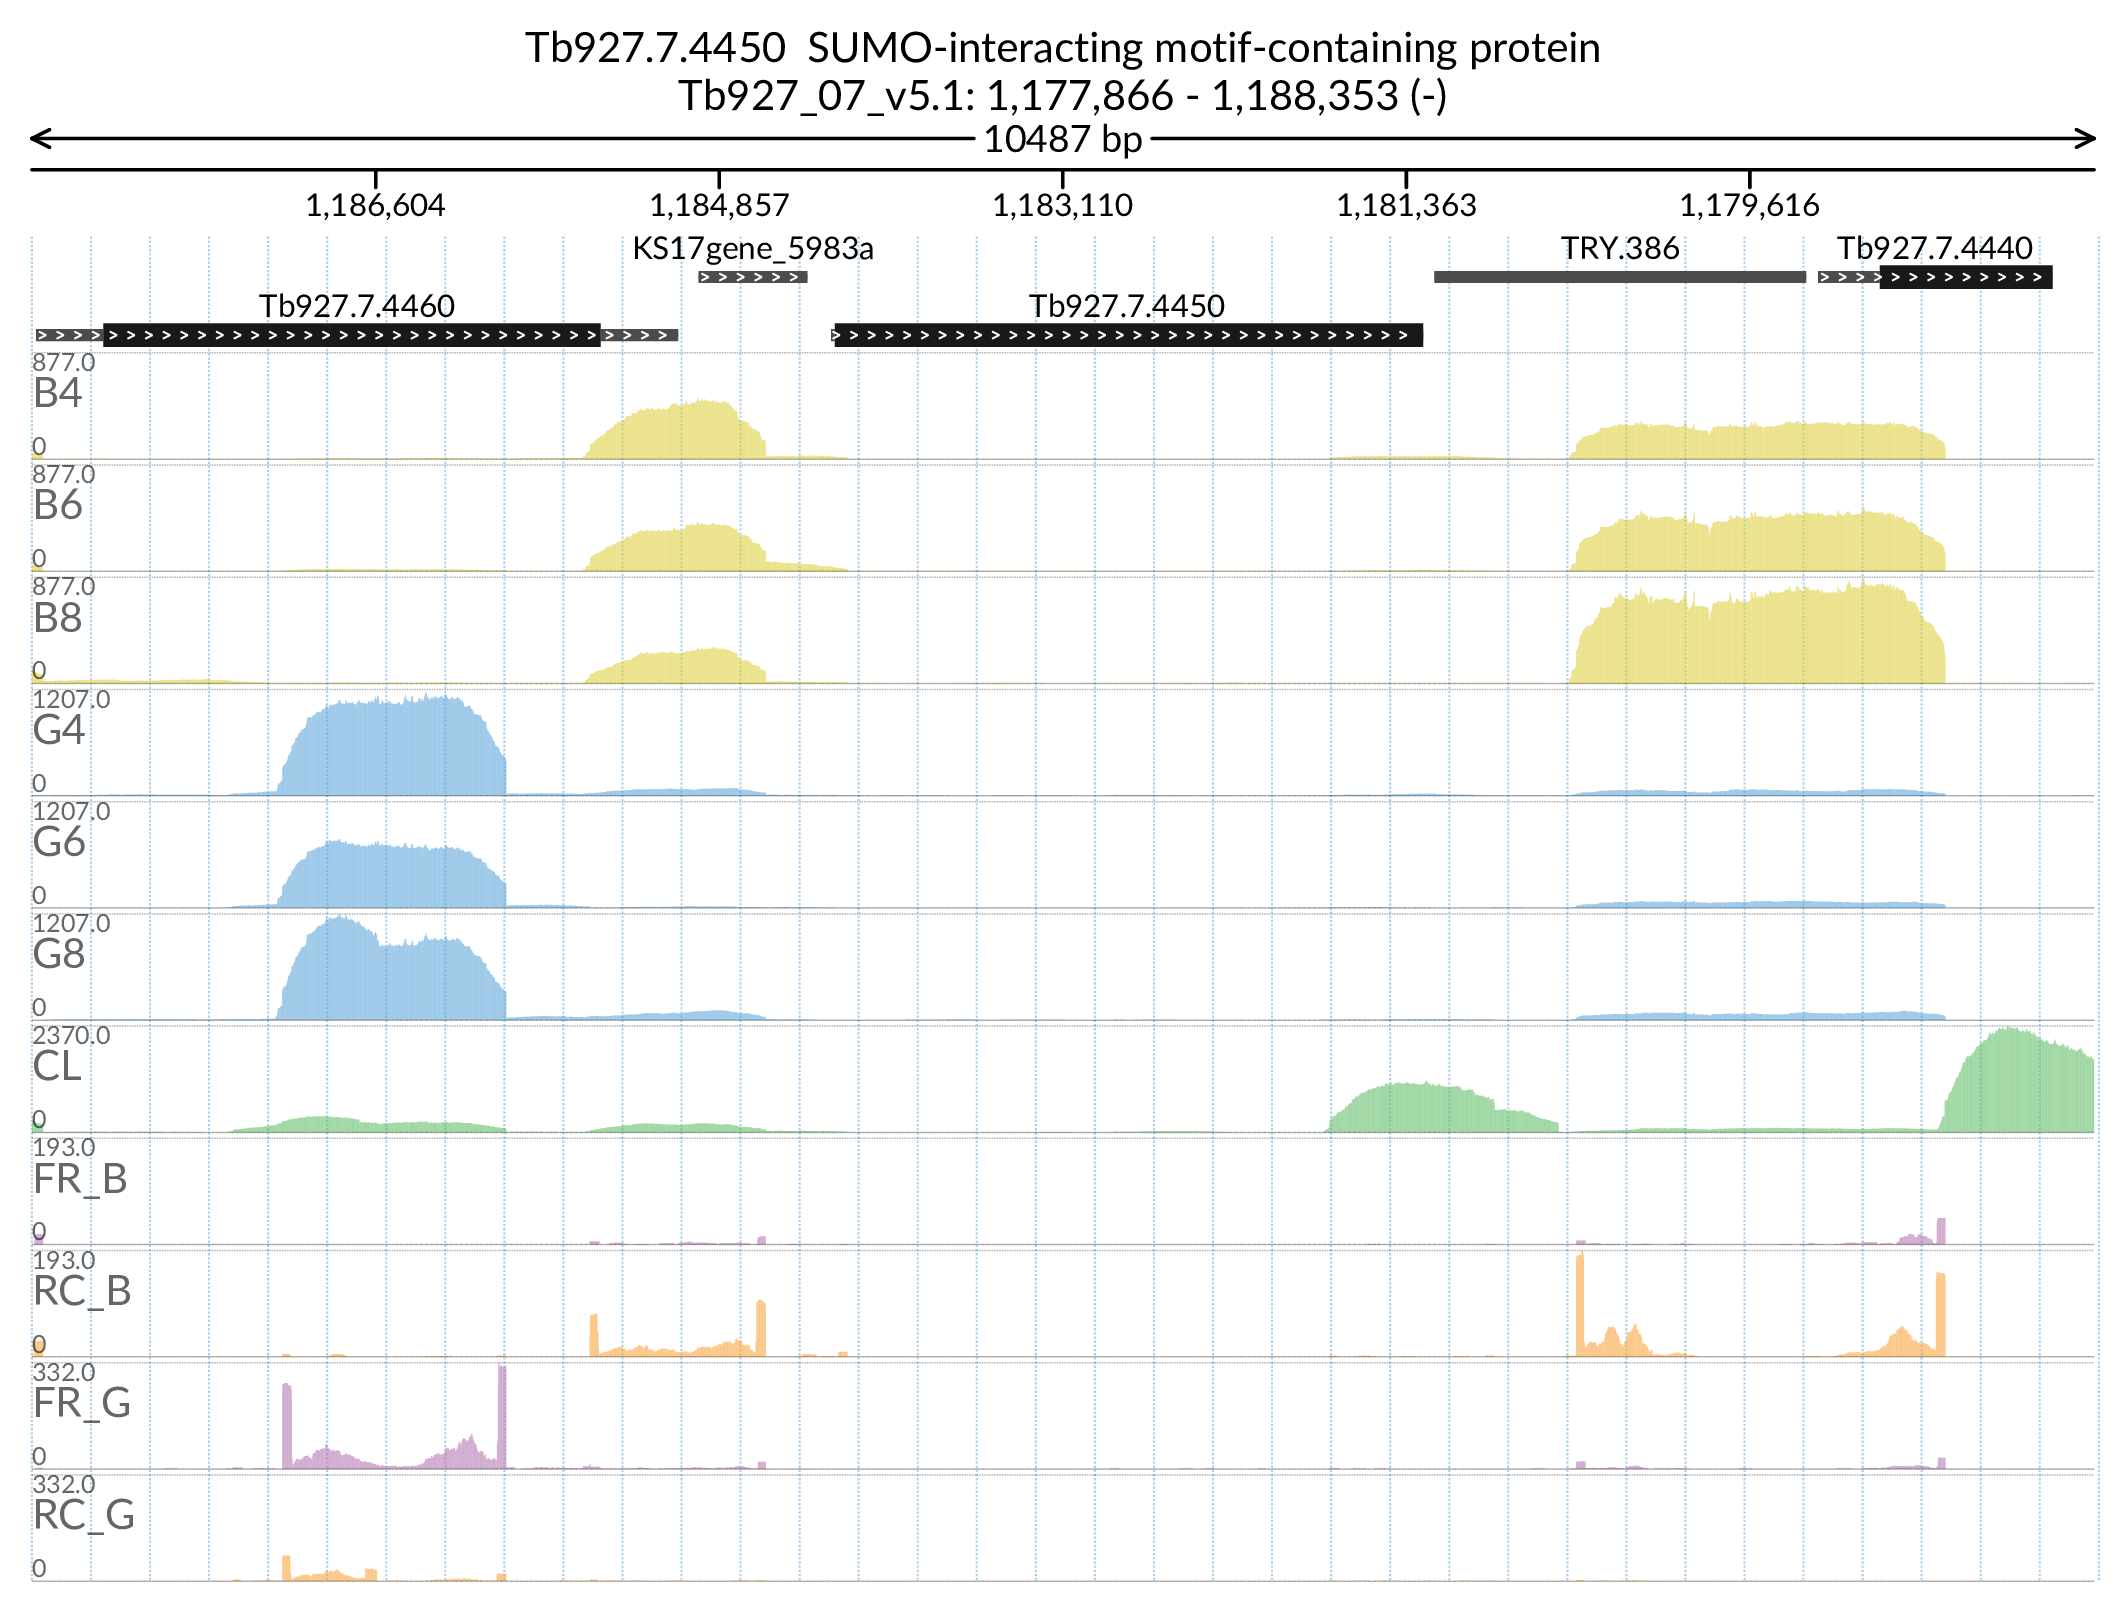 Tb927.7.4450 SUMO-interacting motif-containing protein
Tb927_07_v5.1: 1,177,866 - 1,188,353 (-)
10487 bp
1,186,604 1,184,857 1,183,110 1,181,363 1,179,616
KS17gene_5983a TRY.386 Tb927.7.4440
Tb927.7.4460 Tb927.7.4450
877.0
B4
0
877.0
B6
0
877.0
B8
0
1207.0
G4
0
1207.0
G6
0
1207.0
G8
0
2370.0
CL
0
193.0
FR_B
0
193.0
RC_B
0
332.0
FR_G
0
332.0
RC_G
0